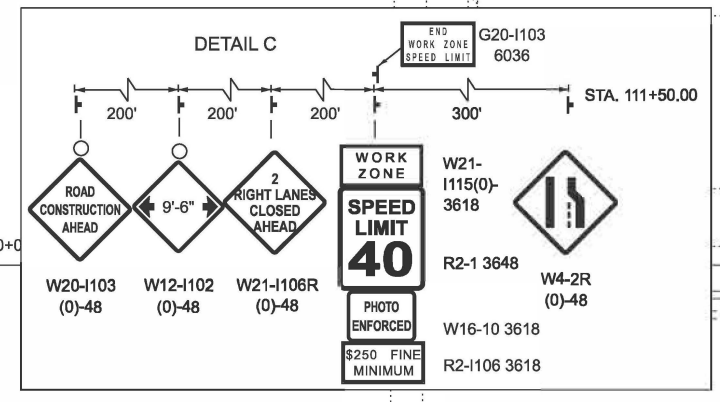 DETAIL C
END
WORK ZONE
SPEED LIMIT
G20-I103
6036
200'
200'
200'
300'
STA. 111+50.00
ROAD
CONSTRUCTION
AHEAD
9'-6"
2
RIGHT LANES
CLOSED
AHEAD
WORK
ZONE
SPEED
LIMIT
40
PHOTO
ENFORCED
$250 FINE
MINIMUM
W21-
I115(0)-
3618
R2-1 3648
W16-10 3618
R2-I106 3618
W20-I103
(0)-48
W12-I102
(0)-48
W21-I106R
(0)-48
W4-2R
(0)-48